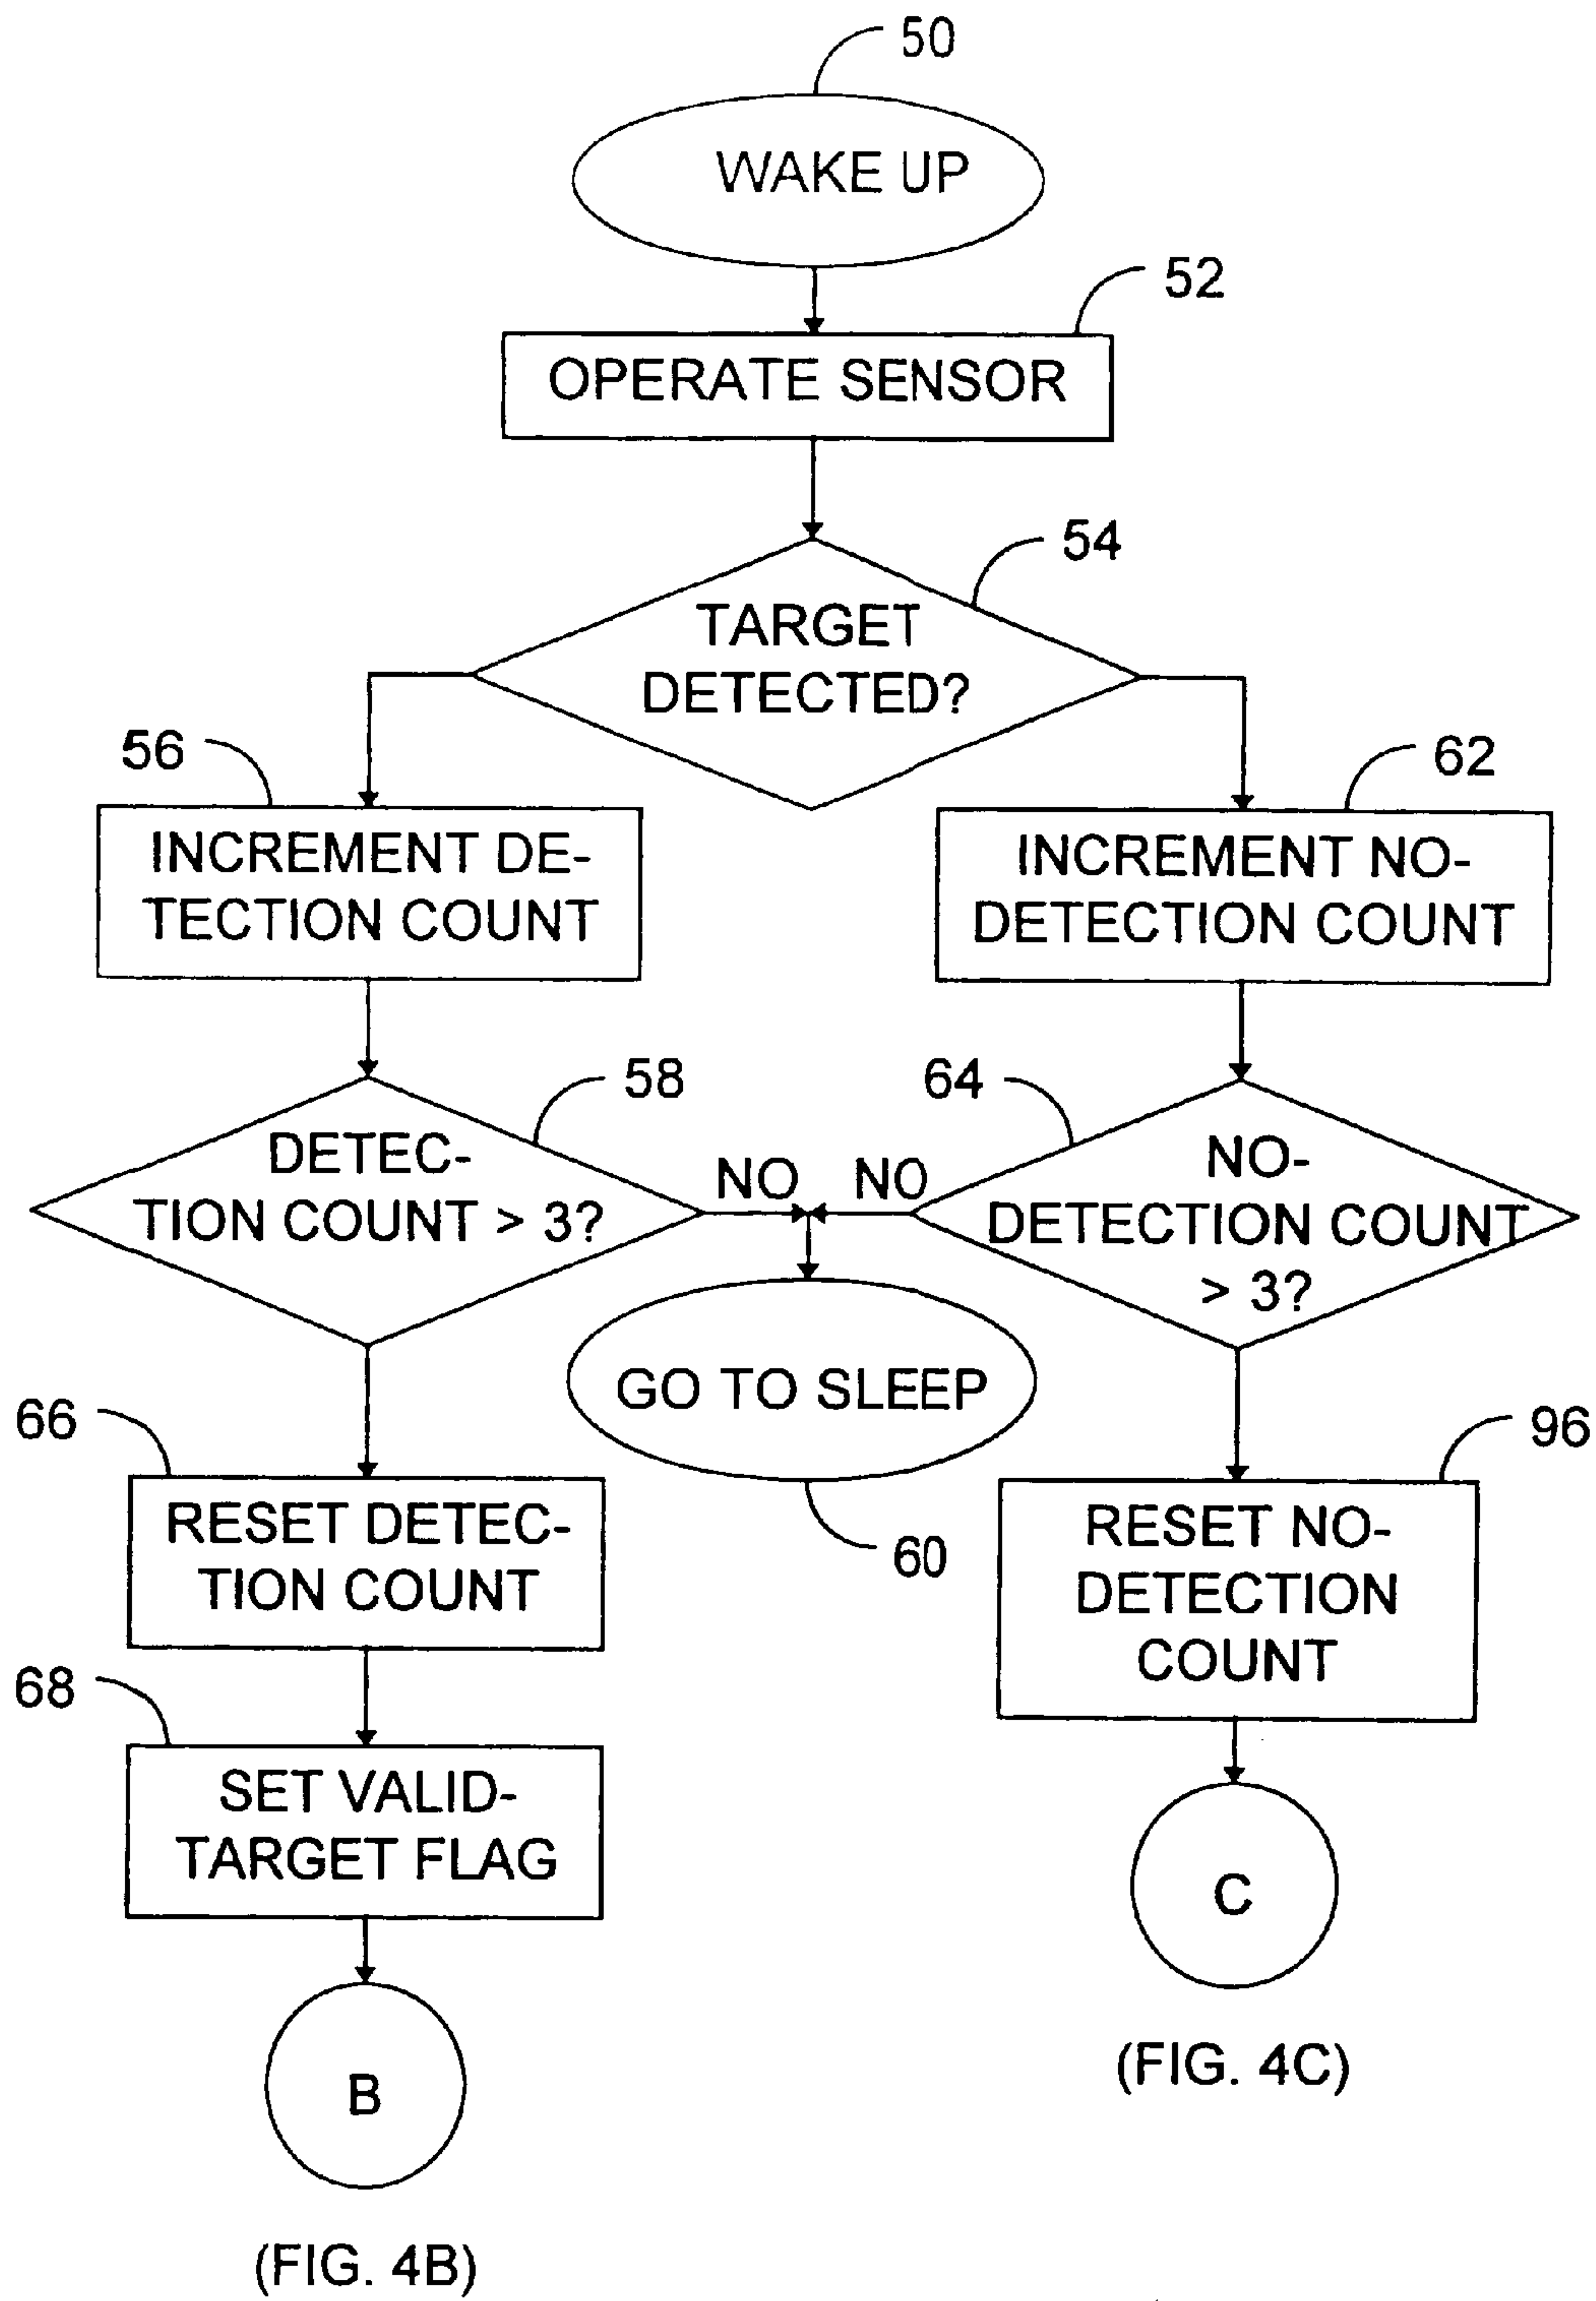 50
WAKE UP
52
OPERATE SENSOR
54
TARGET
DETECTED?
56
INCREMENT DE-
TECTION COUNT
62
INCREMENT NO-
DETECTION COUNT
58
DETEC-
TION COUNT > 3?
NO
NO
64
NO-
DETECTION COUNT
> 3?
GO TO SLEEP
60
66
RESET DETEC-
TION COUNT
96
RESET NO-
DETECTION
COUNT
68
SET VALID-
TARGET FLAG
C
(FIG. 4C)
B
(FIG. 4B)